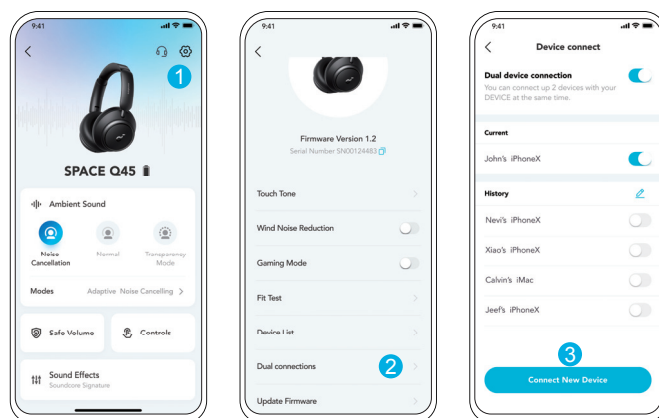 9:41
1
SPACE Q45
Ambient Sound
Noise
Cancellation
Normal
Transparency
Mode
Modes
Adaptive Noise Cancelling
Safe Volume
Controls
Sound Effects
Soundcore Signature
9:41
Firmware Version 1.2
Serial Number SN00124483
Touch Tone
Wind Noise Reduction
Gaming Mode
Fit Test
Device List
Dual connections
2
Update Firmware
9:41
Device connect
Dual device connection
You can connect up 2 devices with your
DEVICE at the same time.
Current
John's iPhoneX
History
Nevi's iPhoneX
Xiao's iPhoneX
Calvin's iMac
Jeef's iPhoneX
3
Connect New Device